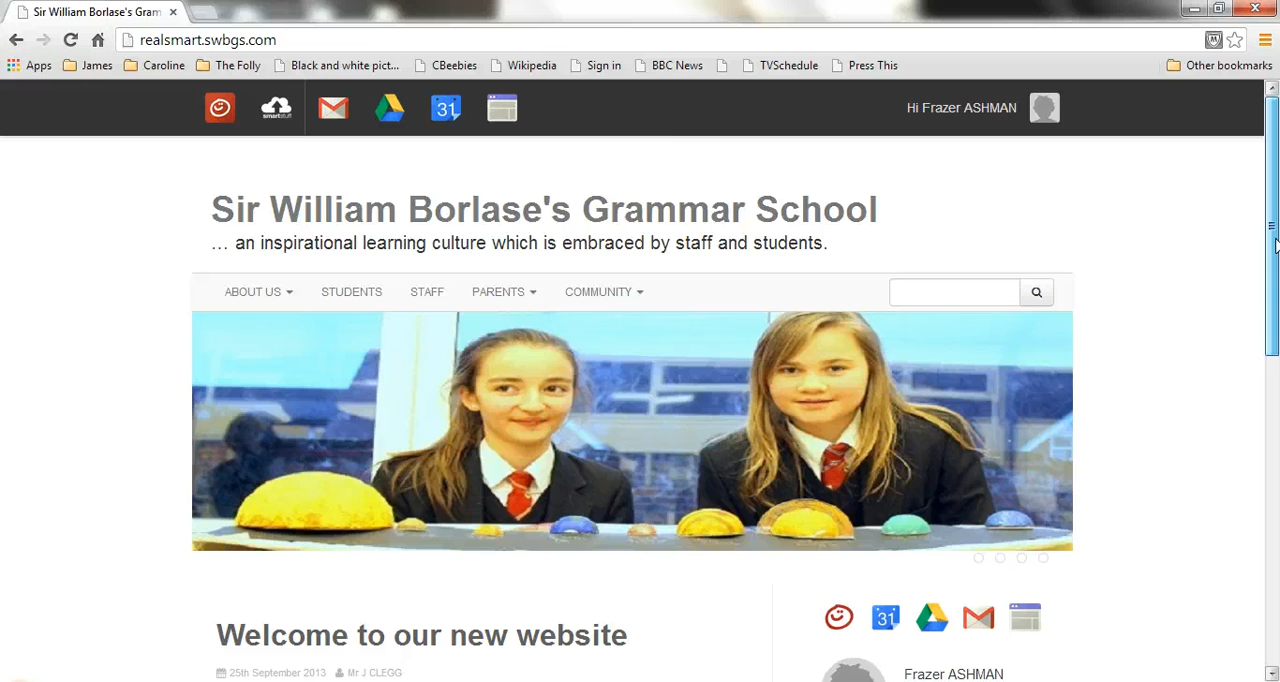 Sir William Borlase's Gram
realsmart.swbgs.com
Apps James Caroline The Folly Black and white pict... CBeebies Wikipedia Sign in BBC News TVSchedule Press This Other bookmarks
smartstuff 31 Hi Frazer ASHMAN
Sir William Borlase's Grammar School
... an inspirational learning culture which is embraced by staff and students.
ABOUT US STUDENTS STAFF PARENTS COMMUNITY
31
Welcome to our new website
25th September 2013 Mr J CLEGG
Frazer ASHMAN